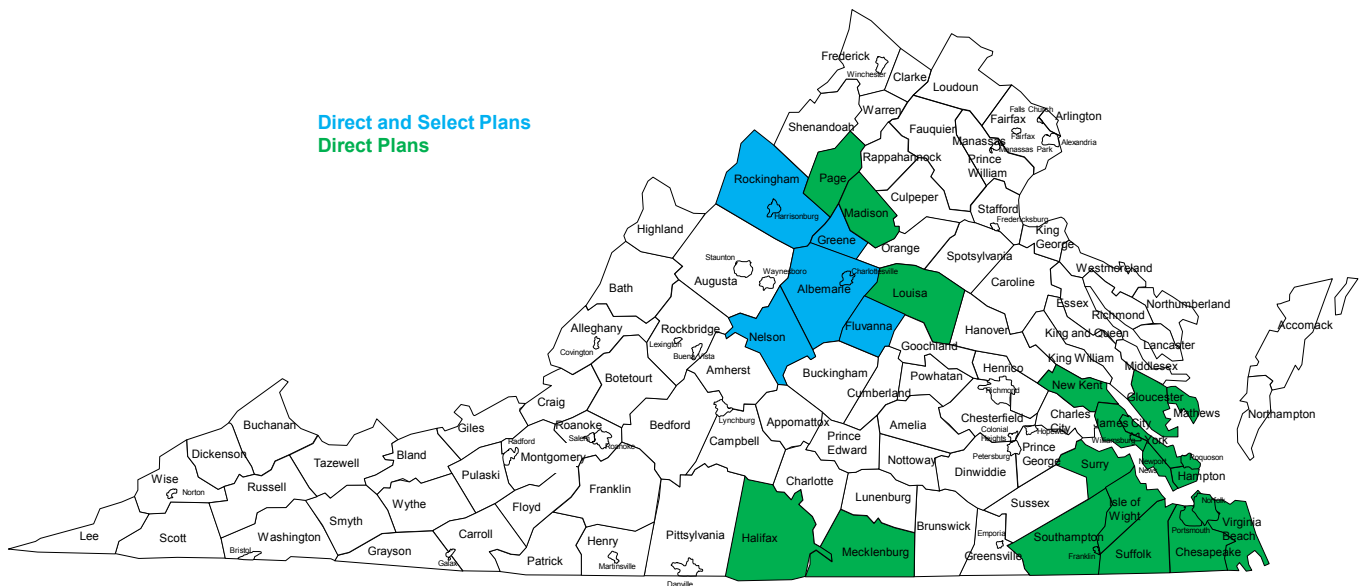 Direct and Select Plans
Direct Plans
Frederick
Winchester
Clarke
Loudoun
Warren
Falls Church
Fairfax
Fairfax
Arlington
Alexandria
Shenandoah
Fauquier
Manassas
Manassas Park
Prince
William
Rappahannock
Rockingham
Harrisonburg
Page
Madison
Culpeper
Stafford
Fredericksburg
King
George
Highland
Greene
Orange
Spotsylvania
Westmoreland
Staunton
Waynesboro
Augusta
Albemarle
Charlottesville
Louisa
Caroline
Essex
Northumberland
Richmond
Bath
Accomack
Nelson
Fluvanna
Hanover
King and Queen
Lancaster
Alleghany
Covington
Rockbridge
Lexington
Buena Vista
Goochland
King William
Middlesex
Amherst
Buckingham
Cumberland
Powhatan
Henrico
Richmond
New Kent
Gloucester
Mathews
Botetourt
Craig
Northampton
Lynchburg
Appomattox
Amelia
Chesterfield
Colonial
Heights
Hopewell
Charles
City
James City
Williamsburg
York
Buchanan
Giles
Roanoke
Salem
Roanoke
Radford
Montgomery
Bedford
Campbell
Prince
Edward
Nottoway
Petersburg
Prince
George
Dickenson
Tazewell
Bland
Pulaski
Dinwiddie
Surry
Newport
News
Poquoson
Hampton
Wise
Norton
Russell
Wythe
Floyd
Franklin
Charlotte
Lunenburg
Sussex
Isle of
Wight
Norfolk
Portsmouth
Virginia
Beach
Lee
Scott
Washington
Bristol
Smyth
Grayson
Carroll
Galax
Patrick
Henry
Martinsville
Pittsylvania
Danville
Halifax
Mecklenburg
Brunswick
Emporia
Greensville
Southampton
Franklin
Suffolk
Chesapeake